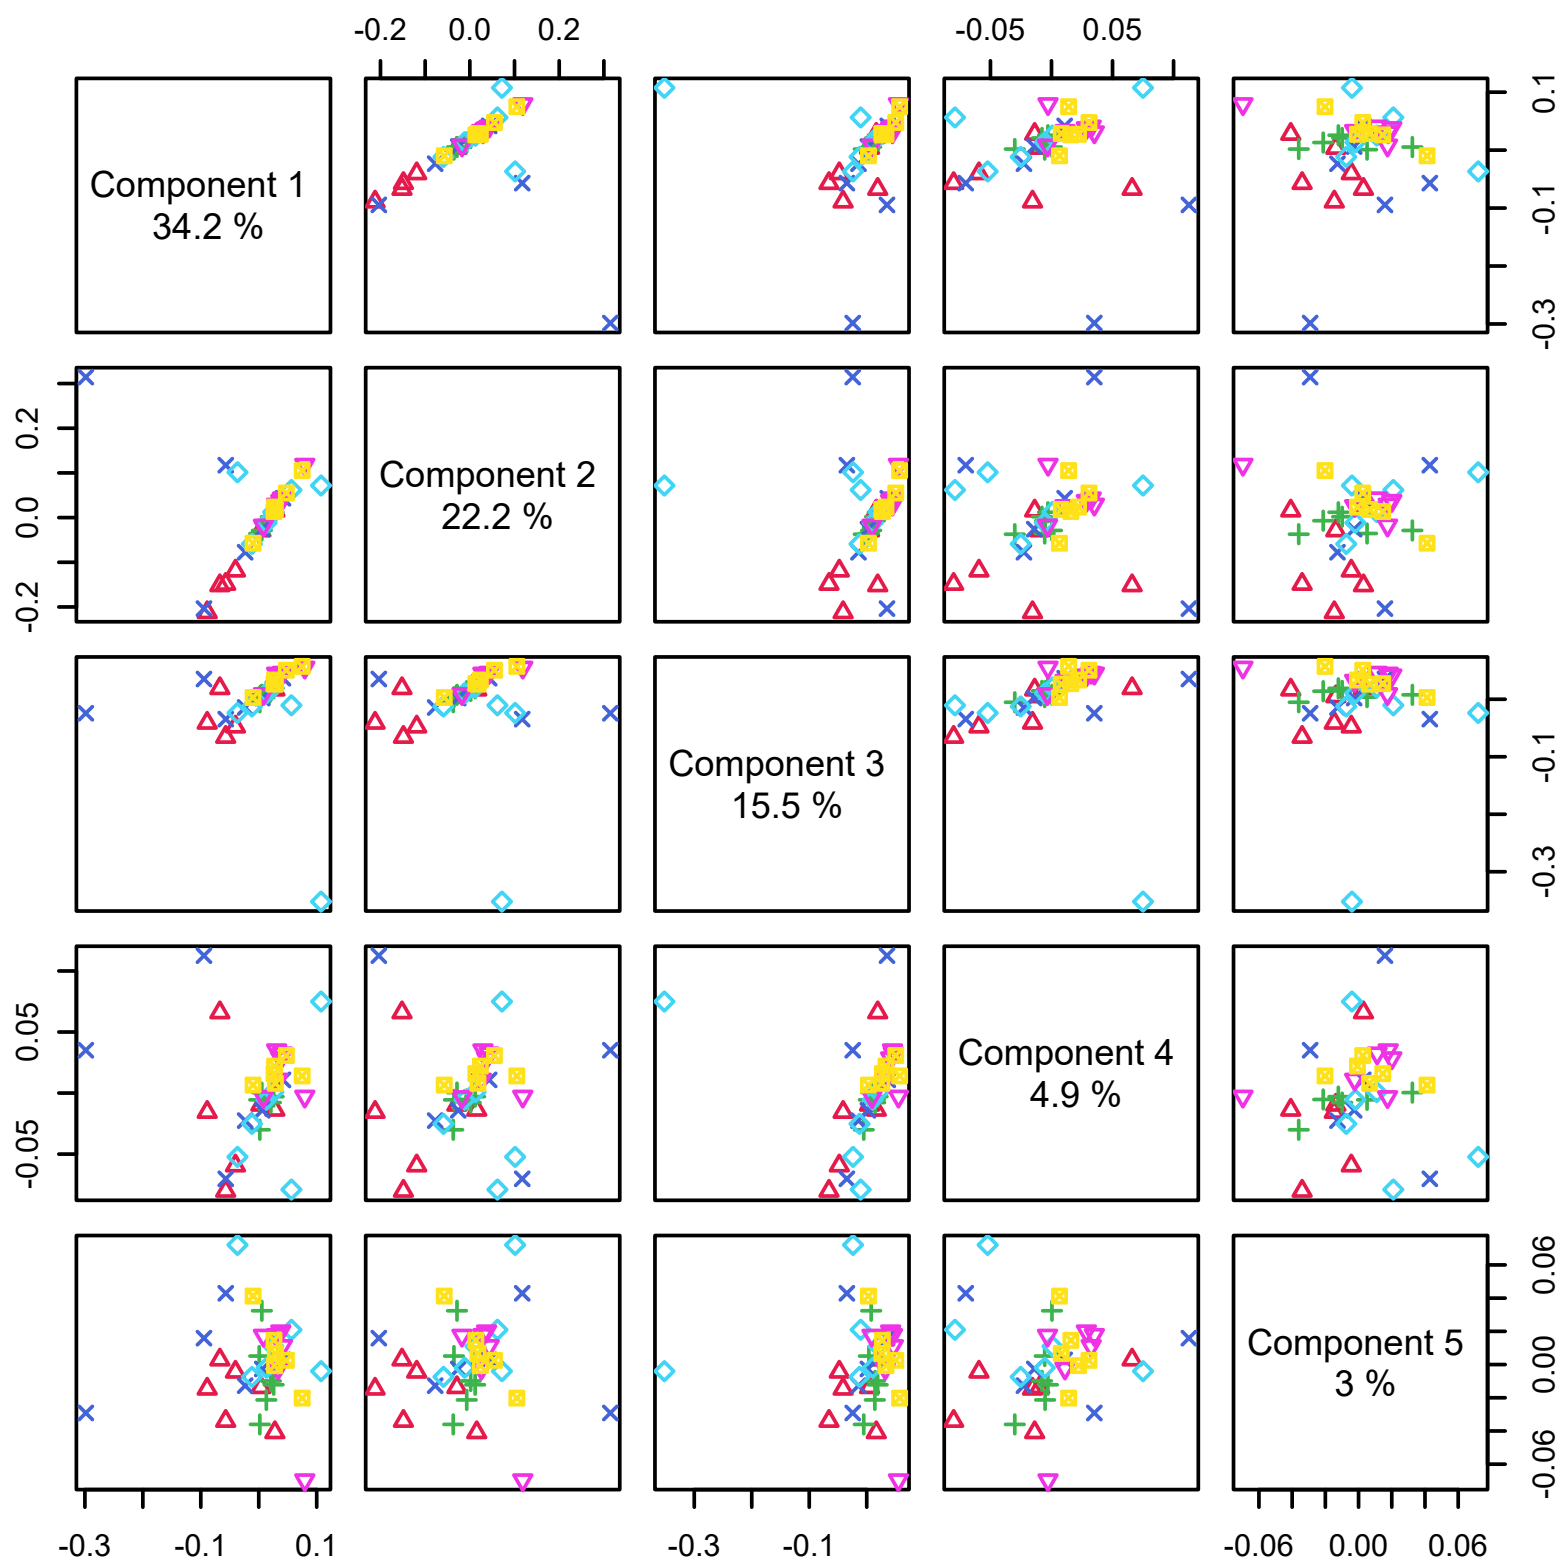 -0.2 0.0 0.2 -0.05 0.05
Component 1
34.2 %
0.1
-0.1
-0.3
0.2
0.0
-0.2
Component 2
22.2 %
Component 3
15.5 %
-0.1
-0.3
0.05
-0.05
Component 4
4.9 %
Component 5
3 %
0.06
0.00
-0.06
-0.3 -0.1 0.1 -0.3 -0.1 -0.06 0.00 0.06